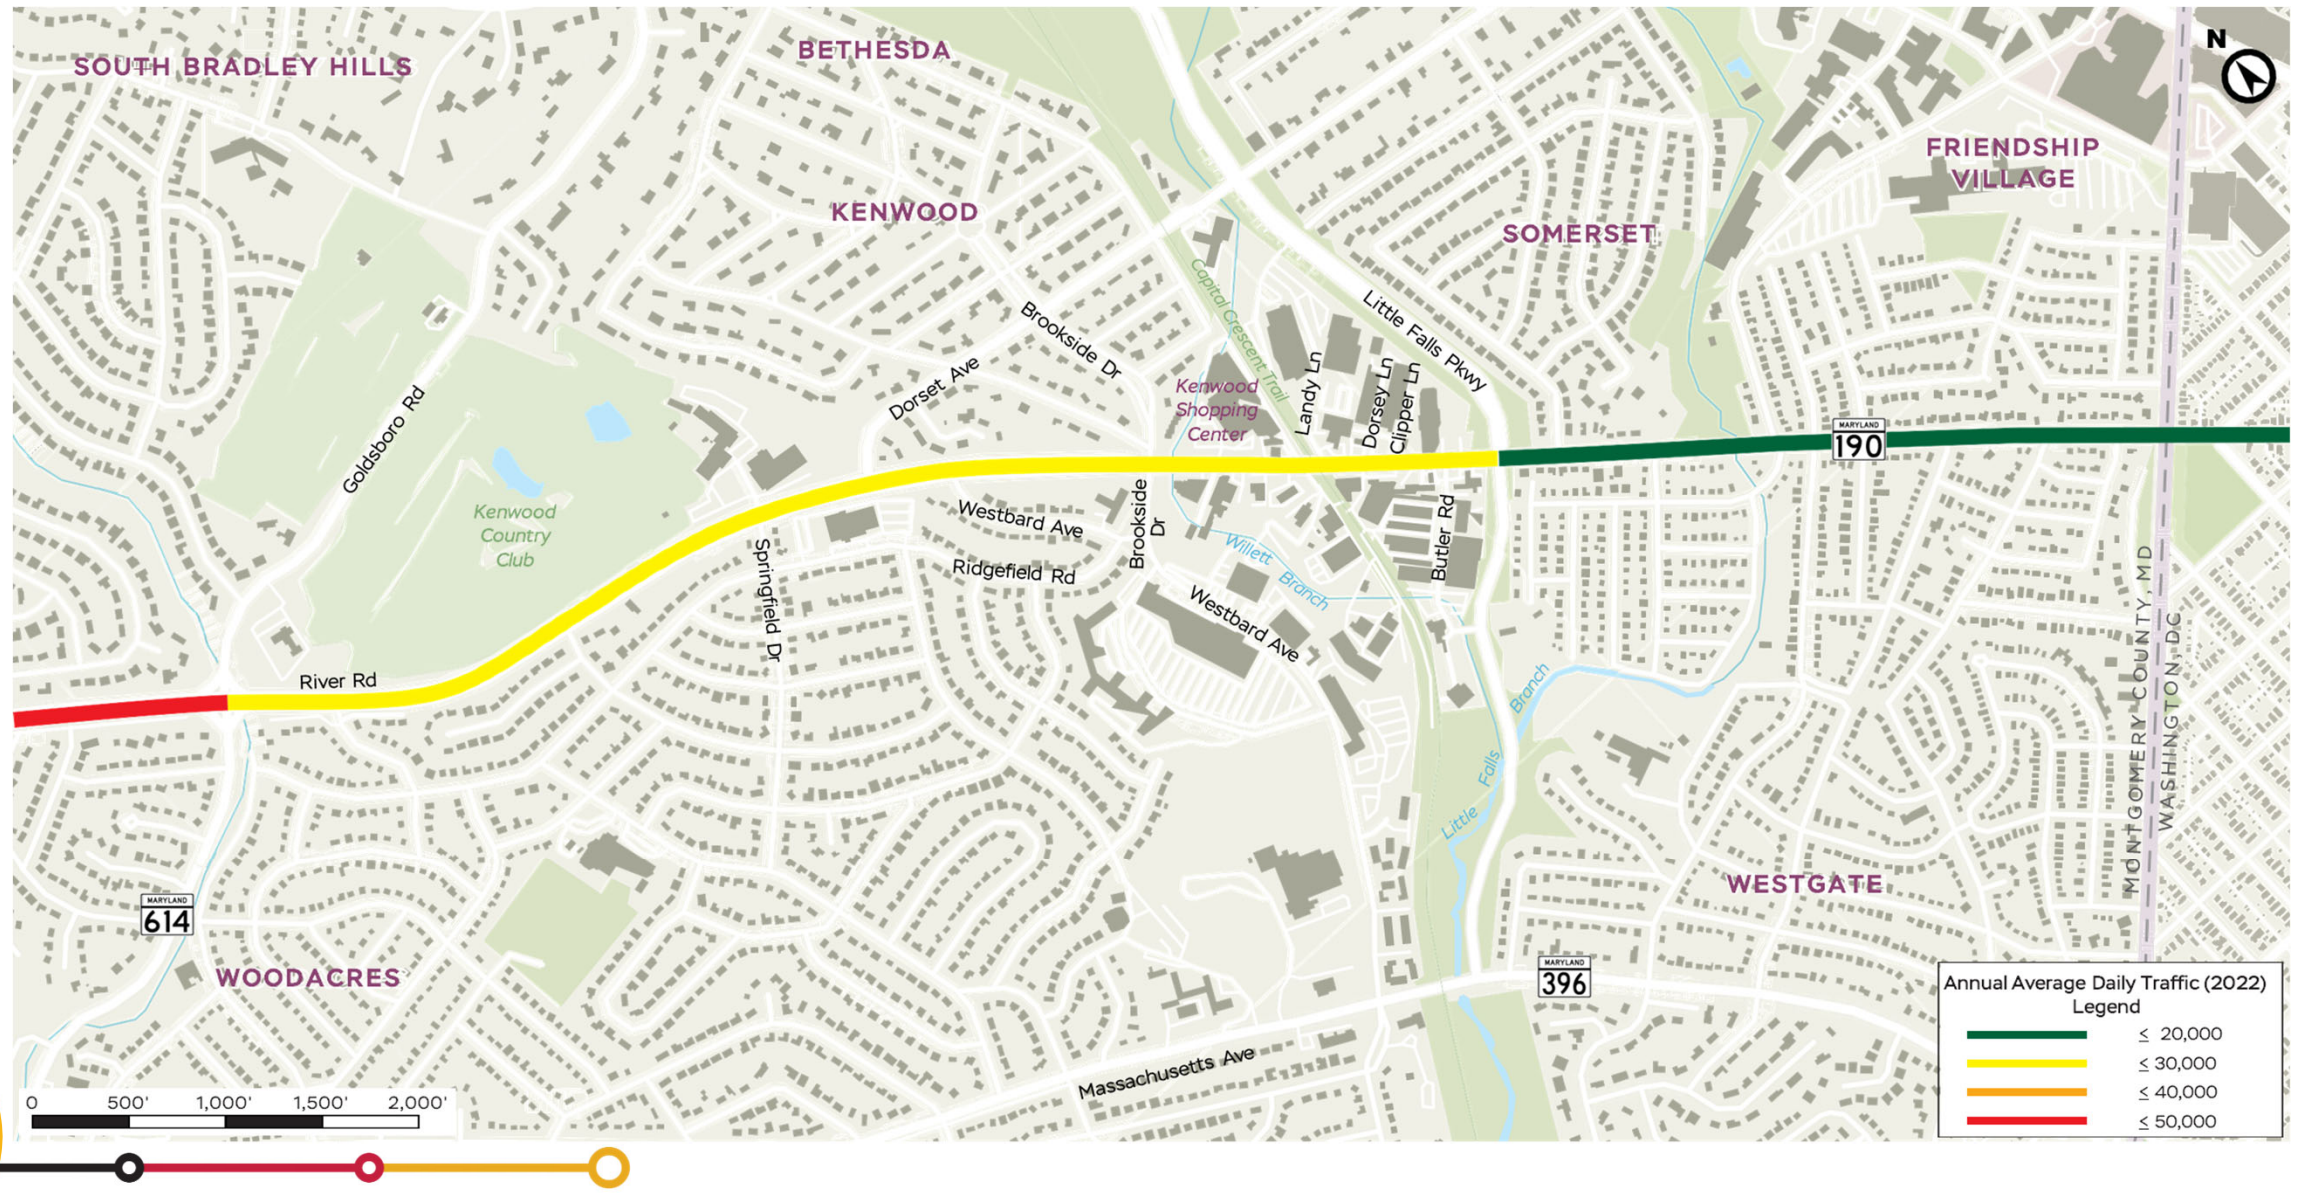 SOUTH BRADLEY HILLS
BETHESDA
N
FRIENDSHIP
VILLAGE
KENWOOD
SOMERSET
Capital Crescent Trail
Little Falls Pkwy
Brookside Dr
Dorset Ave
Kenwood
Shopping
Center
Landy Ln
Dorsey Ln
Clipper Ln
Goldsboro Rd
MARYLAND
190
Kenwood
Country
Club
Westbard Ave
Brookside
Dr
Butler Rd
Springfield Dr
Ridgefield Rd
Willett Branch
Westbard Ave
River Rd
Little Falls Branch
MONTGOMERY COUNTY, MD
WASHINGTON, DC
WESTGATE
MARYLAND
614
WOODACRES
MARYLAND
396
Massachusetts Ave
Annual Average Daily Traffic (2022)
Legend
≤ 20,000
≤ 30,000
≤ 40,000
≤ 50,000
0 500' 1,000' 1,500' 2,000'